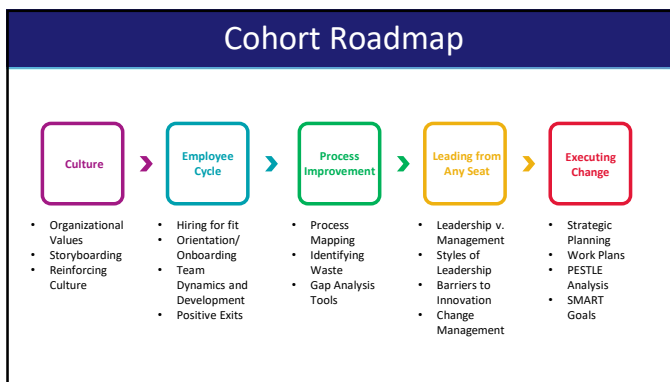 Cohort Roadmap
Culture
Employee
Cycle
Process
Improvement
Leading from
Any Seat
Executing
Change
• Organizational
Values
• Storyboarding
• Reinforcing
Culture
• Hiring for fit
• Orientation/
Onboarding
• Team
Dynamics and
Development
• Positive Exits
• Process
Mapping
• Identifying
Waste
• Gap Analysis
Tools
• Leadership v.
Management
• Styles of
Leadership
• Barriers to
Innovation
• Change
Management
• Strategic
Planning
• Work Plans
• PESTLE
Analysis
• SMART
Goals